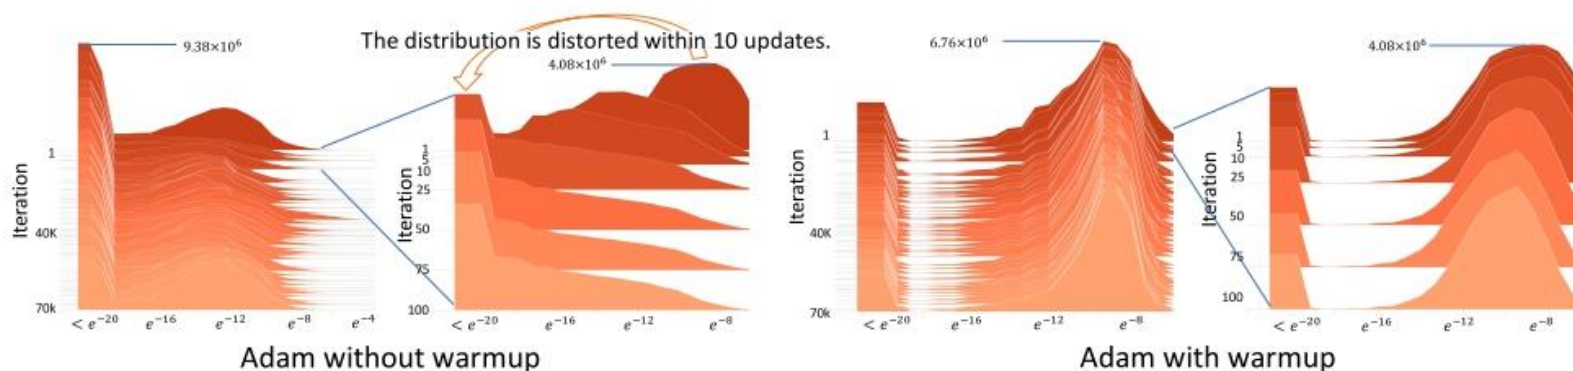 The distribution is distorted within 10 updates.
9.38×10⁶
4.08×10⁶
6.76×10⁶
4.08×10⁶
Iteration
1
40K
70k
< e⁻²⁰ e⁻¹⁶ e⁻¹² e⁻⁸ e⁻⁴
Iteration
1
5
10
25
50
75
100
< e⁻²⁰ e⁻¹⁶ e⁻¹² e⁻⁸
Adam without warmup
Iteration
1
40K
70k
< e⁻²⁰ e⁻¹⁶ e⁻¹² e⁻⁸
Iteration
1
5
10
25
50
75
100
< e⁻²⁰ e⁻¹⁶ e⁻¹² e⁻⁸
Adam with warmup